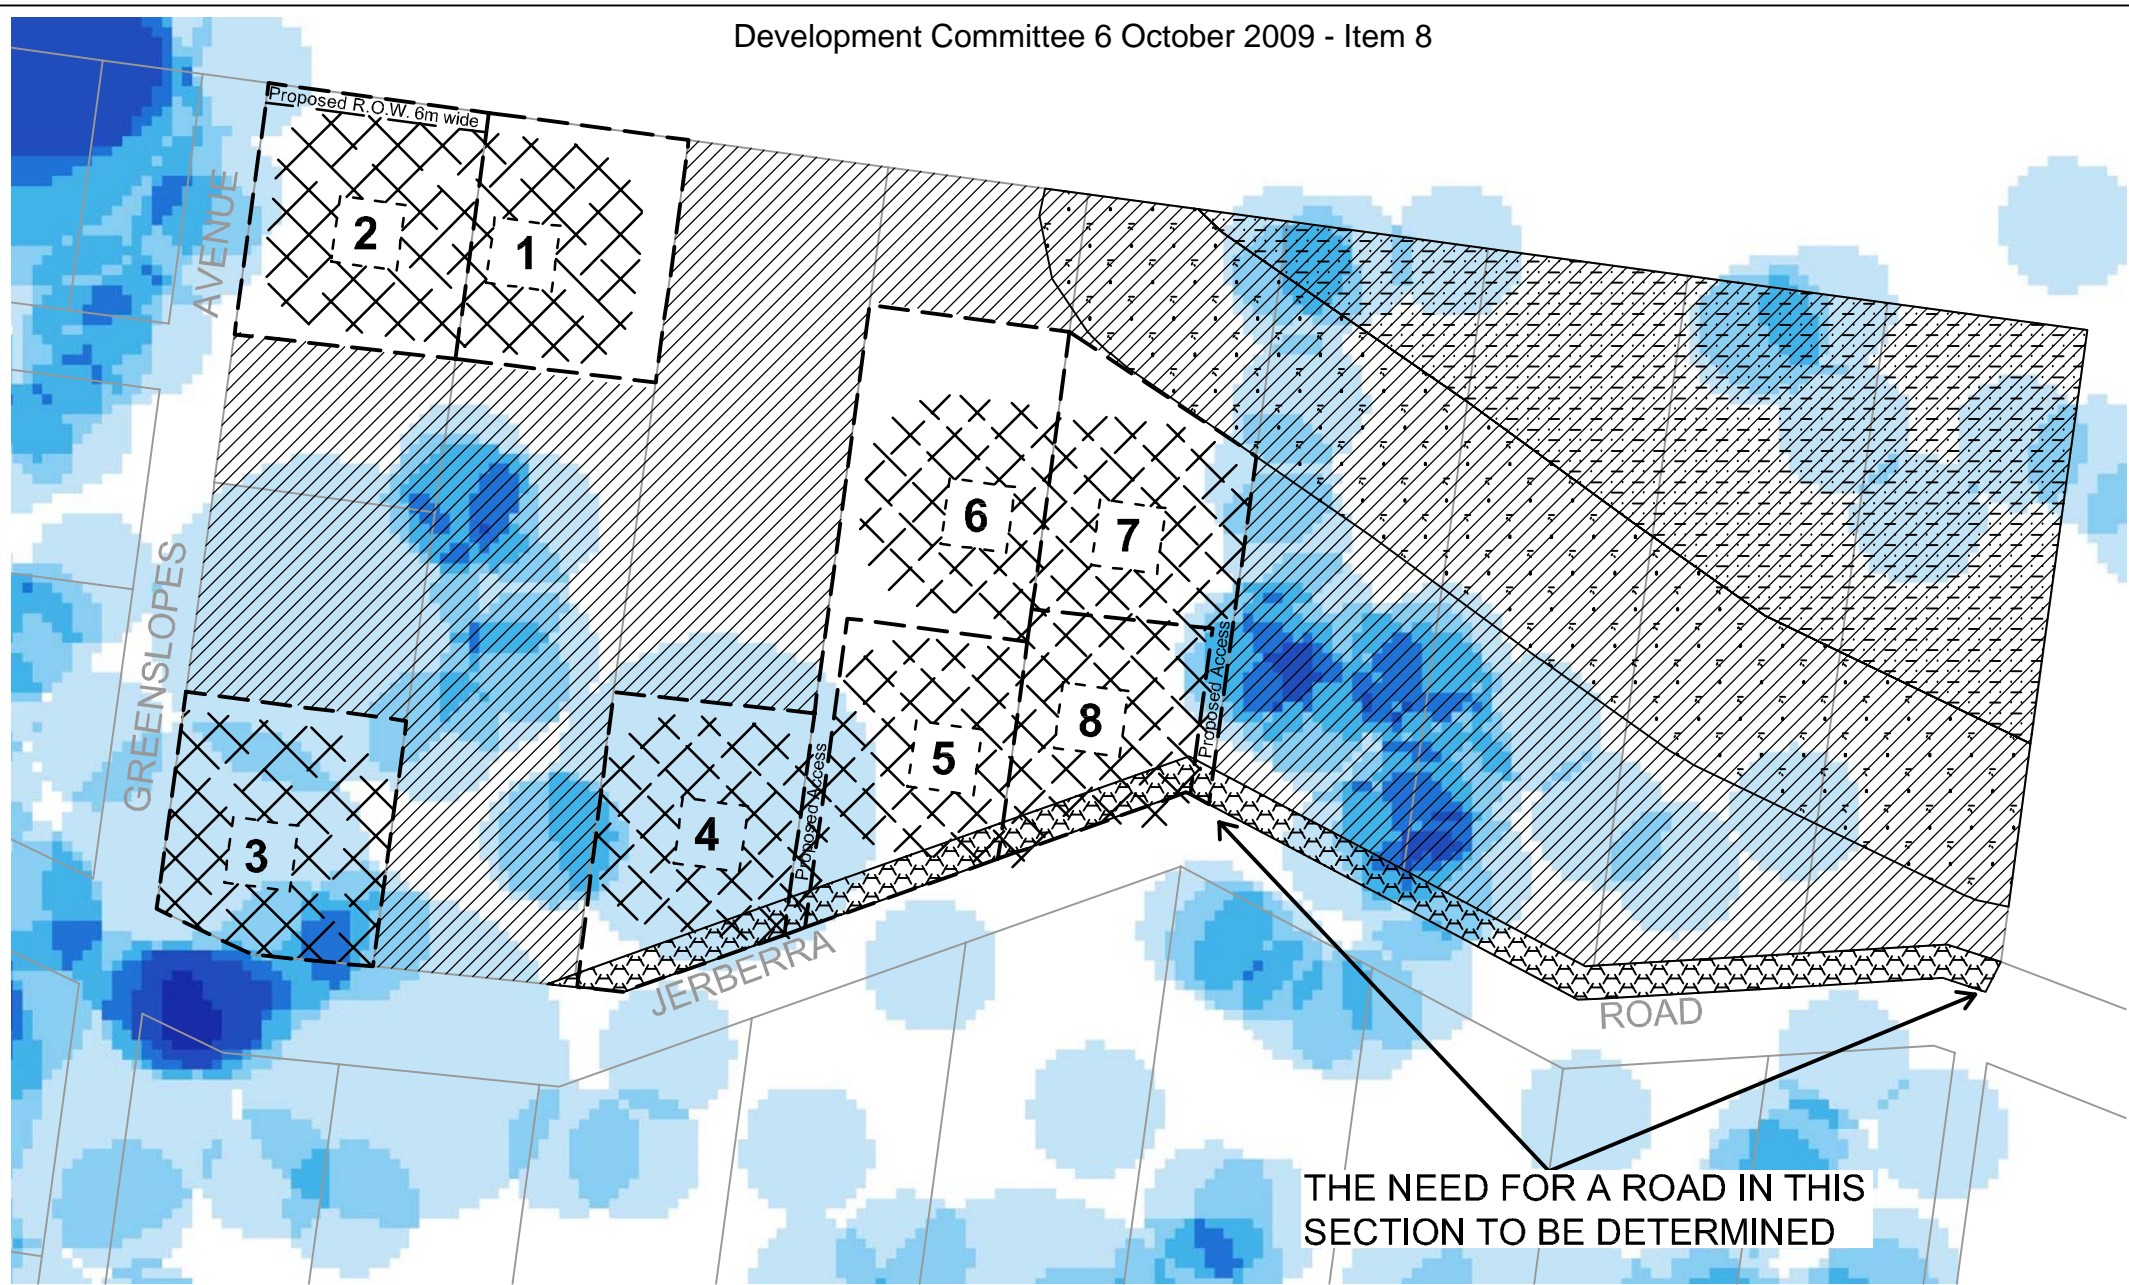 Development Committee 6 October 2009 - Item 8
Proposed R.O.W. 6m wide
AVENUE
2
1
6
7
GREENSLOPES
Proposed Access
8
5
Proposed Access
4
3
JERBERRA
ROAD
THE NEED FOR A ROAD IN THIS
SECTION TO BE DETERMINED